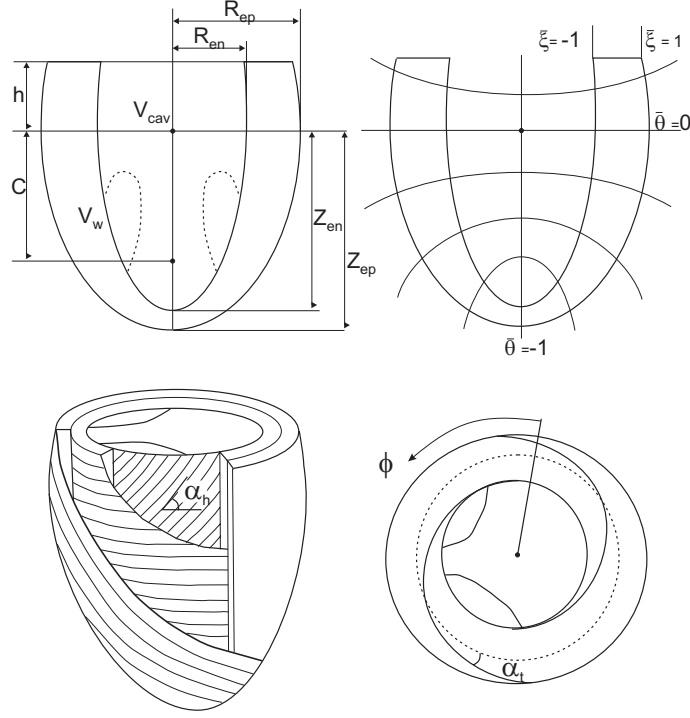 R_ep
R_en
h
V_cav
C
V_w
Z_en
Z_ep
ξ̄=-1
ξ̄=1
θ̄=0
θ̄=-1
α_h
ϕ
α_t